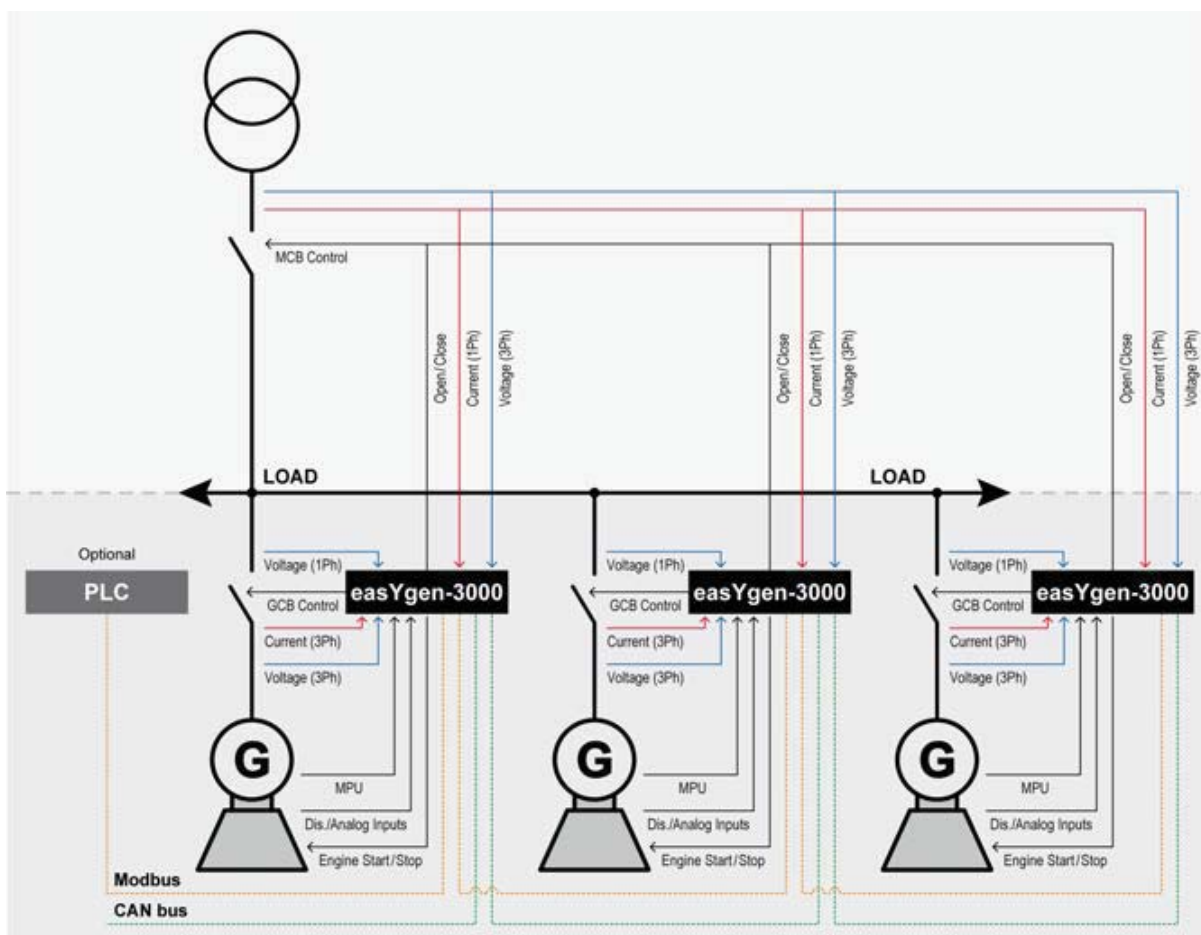 MCB Control
Open/Close
Current (1Ph)
Voltage (3Ph)
Open/Close
Current (1Ph)
Voltage (3Ph)
Open/Close
Current (1Ph)
Voltage (3Ph)
LOAD
LOAD
Optional
PLC
Voltage (1Ph)
easYgen-3000
GCB Control
Current (3Ph)
Voltage (3Ph)
Voltage (1Ph)
easYgen-3000
GCB Control
Current (3Ph)
Voltage (3Ph)
Voltage (1Ph)
easYgen-3000
GCB Control
Current (3Ph)
Voltage (3Ph)
G
MPU
Dis./Analog Inputs
Engine Start/Stop
G
MPU
Dis./Analog Inputs
Engine Start/Stop
G
MPU
Dis./Analog Inputs
Engine Start/Stop
Modbus
CAN bus